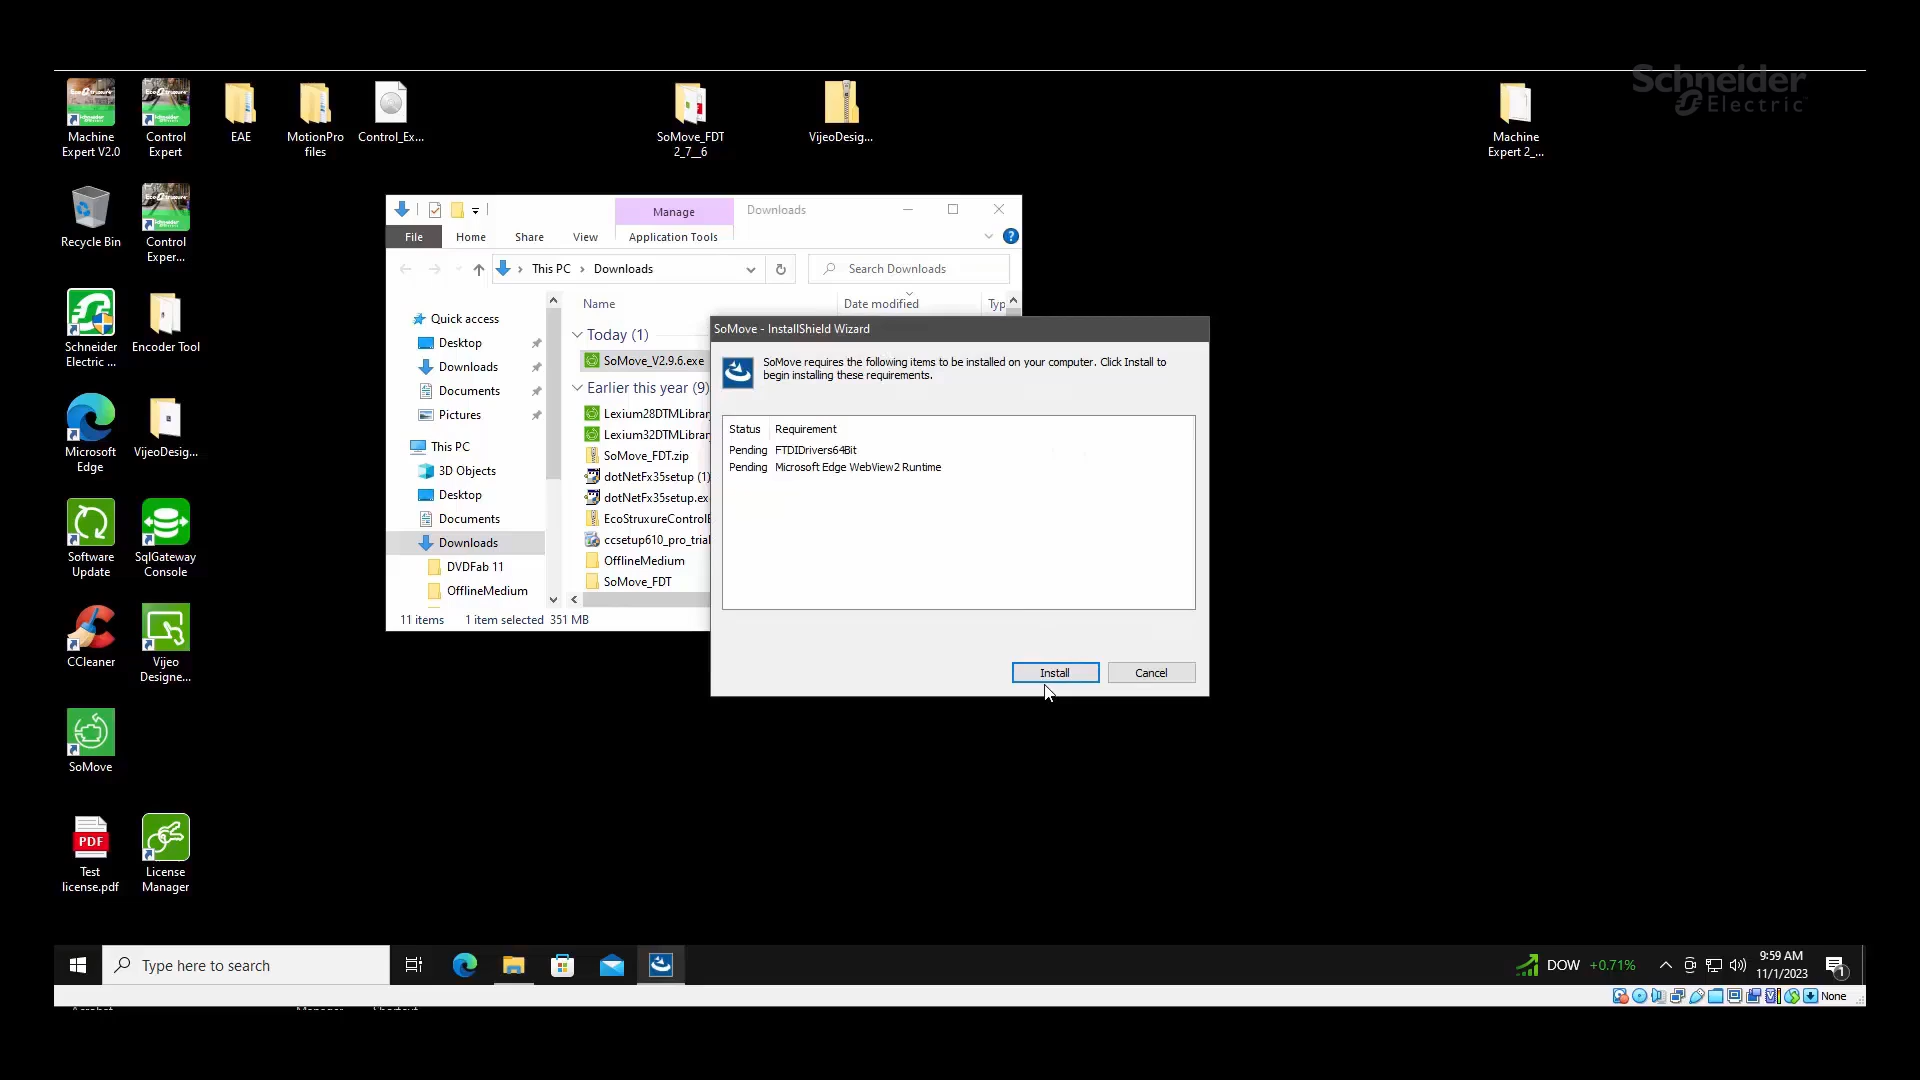 Schneider
Electric
Machine
Expert V2.0
Control
Expert
EAE
MotionPro
files
Control_Ex...
SoMove_FDT
2_7__6
VijeoDesig...
Machine
Expert 2_...
Recycle Bin
Control
Exper...
Schneider
Electric ...
Encoder Tool
Microsoft
Edge
VijeoDesig...
Software
Update
SqlGateway
Console
CCleaner
Vijeo
Designe...
SoMove
PDF
Test
license.pdf
License
Manager
Manage
Downloads
File
Home
Share
View
Application Tools
This PC
Downloads
Search Downloads
Name
Date modified
Typ
Quick access
Desktop
Downloads
Documents
Pictures
This PC
3D Objects
Desktop
Documents
Downloads
DVDFab 11
OfflineMedium
Today (1)
SoMove_V2.9.6.exe
Earlier this year (9)
Lexium28DTMLibrar
Lexium32DTMLibrar
SoMove_FDT.zip
dotNetFx35setup (1)
dotNetFx35setup.ex
EcoStruxureControlE
ccsetup610_pro_trial
OfflineMedium
SoMove_FDT
11 items
1 item selected 351 MB
SoMove - InstallShield Wizard
SoMove requires the following items to be installed on your computer. Click Install to
begin installing these requirements.
Status Requirement
Pending FTDIDrivers64Bit
Pending Microsoft Edge WebView2 Runtime
Install
Cancel
Type here to search
DOW +0.71%
9:59 AM
11/1/2023
1
None